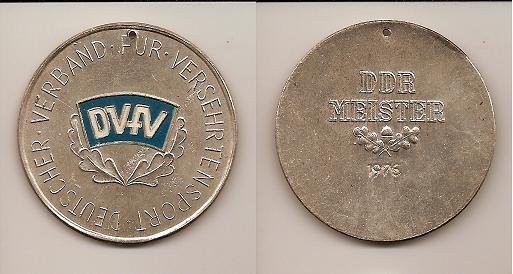 DEUTSCHER · VERBAND · FÜR · VERSEHRTENSPORT ·
DVfV
DDR
MEISTER
1976